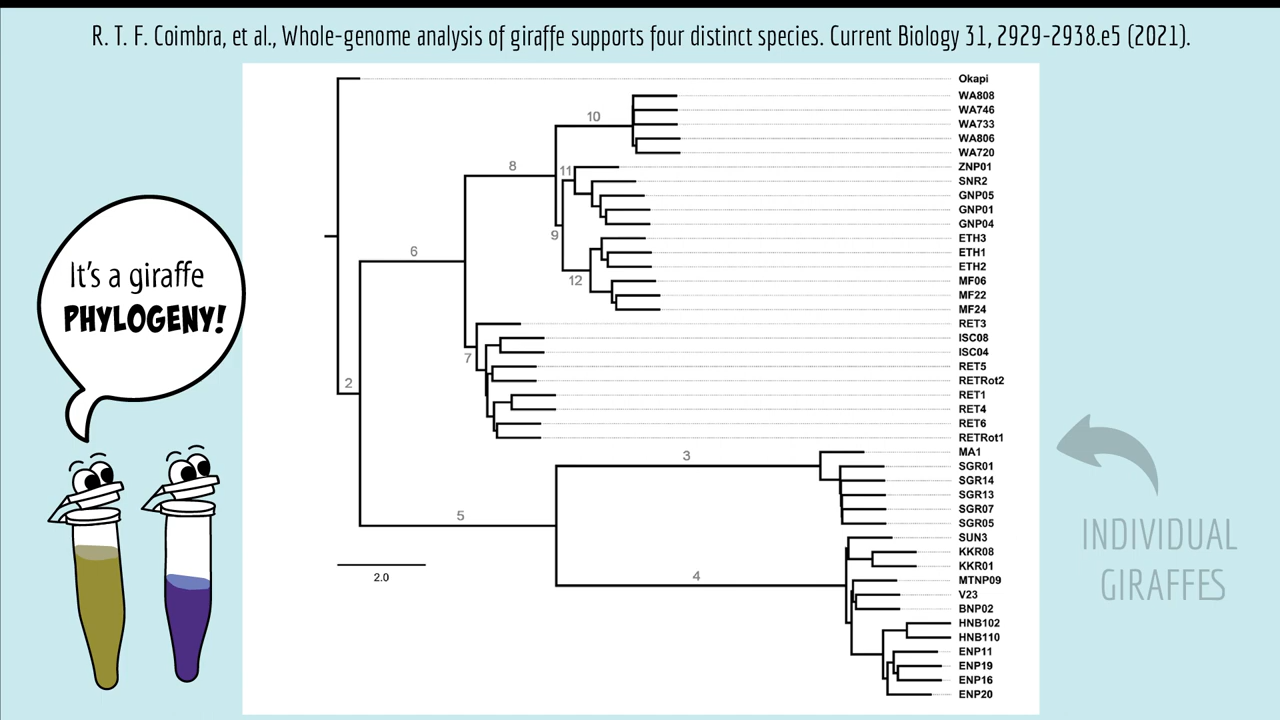 R. T. F. Coimbra, et al., Whole-genome analysis of giraffe supports four distinct species. Current Biology 31, 2929-2938.e5 (2021).
It's a giraffe
PHYLOGENY!
Okapi
WA808
WA746
10
WA733
WA806
WA720
8
ZNP01
11
SNR2
GNP05
GNP01
GNP04
9
ETH3
6
ETH1
ETH2
12
MF06
MF22
MF24
RET3
ISC08
7
ISC04
RET5
2
RETRot2
RET1
RET4
RET6
RETRot1
3
MA1
SGR01
SGR14
SGR13
5
SGR07
SGR05
SUN3
KKR08
KKR01
2.0
4
MTNP09
V23
BNP02
HNB102
HNB110
ENP11
ENP19
ENP16
ENP20
INDIVIDUAL
GIRAFFES